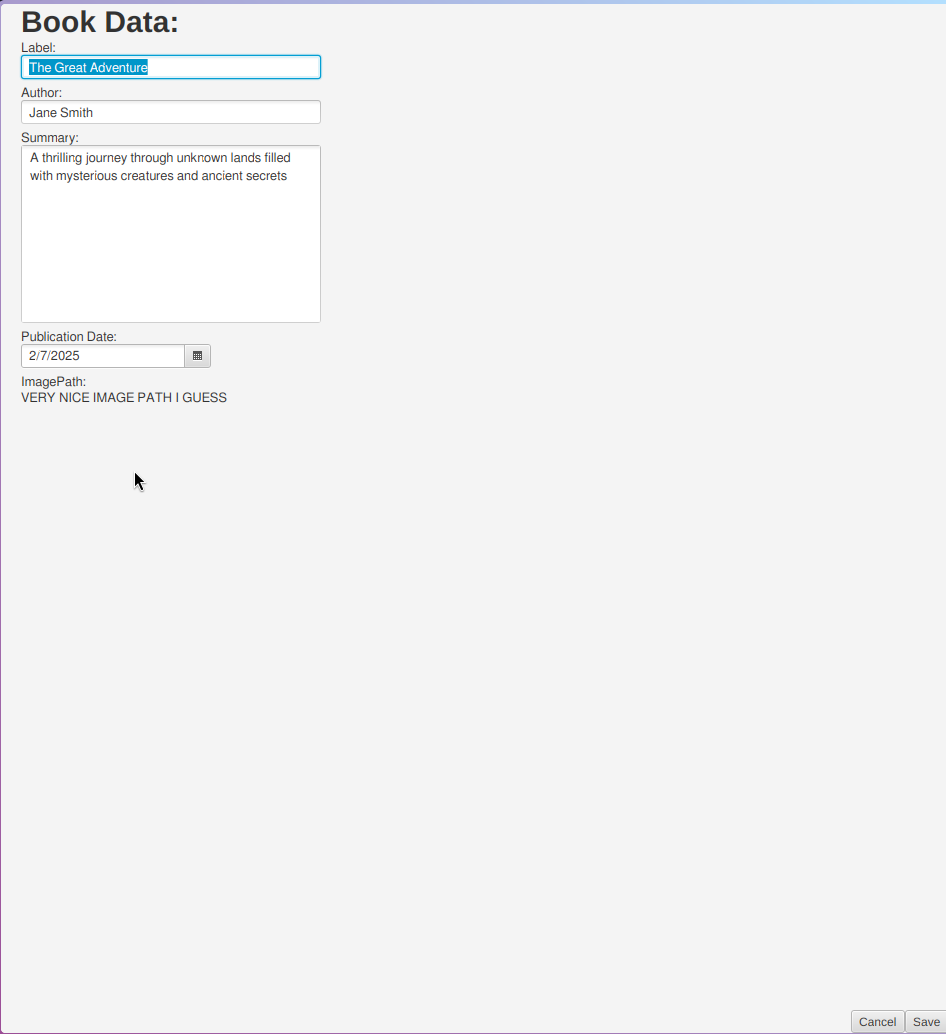 Book Data:
Label:
The Great Adventure
Author:
Jane Smith
Summary:
A thrilling journey through unknown lands filled
with mysterious creatures and ancient secrets
Publication Date:
2/7/2025
ImagePath:
VERY NICE IMAGE PATH I GUESS
Cancel Save